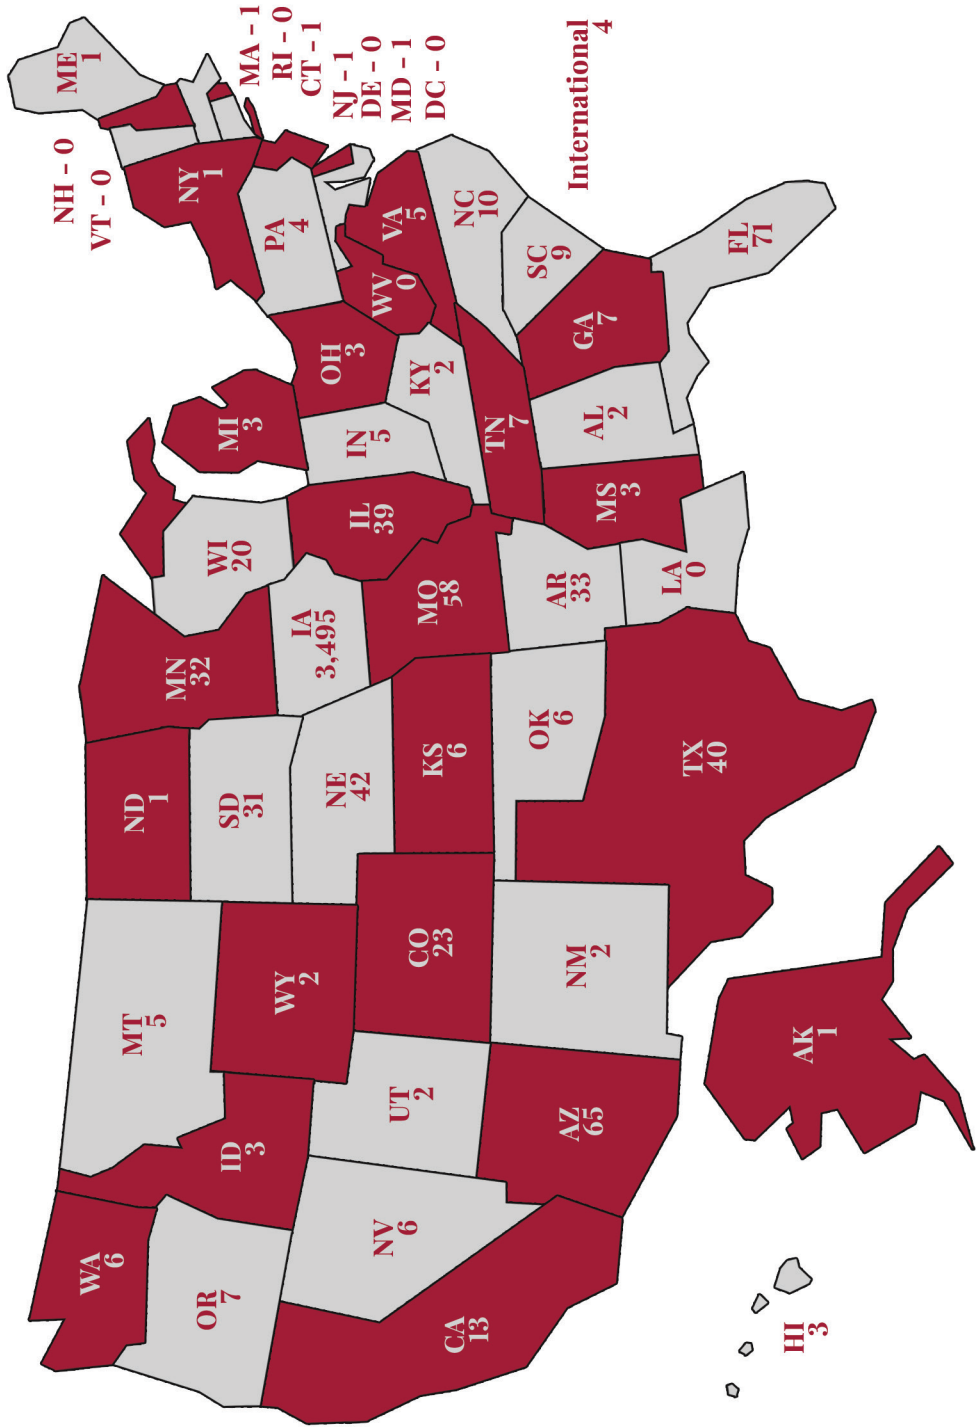 WA
6
OR
7
CA
13
NV
6
ID
3
MT
5
WY
2
UT
2
AZ
65
CO
23
NM
2
ND
1
SD
31
NE
42
KS
6
OK
6
TX
40
MN
32
IA
3,495
MO
58
AR
33
LA
0
WI
20
IL
39
MI
3
IN
5
OH
3
KY
2
TN
7
MS
3
AL
2
GA
7
FL
71
SC
9
NC
10
VA
5
WV
0
PA
4
NY
1
ME
1
NH – 0
VT – 0
MA – 1
RI – 0
CT – 1
NJ – 1
DE – 0
MD – 1
DC – 0
International
4
AK
1
HI
3